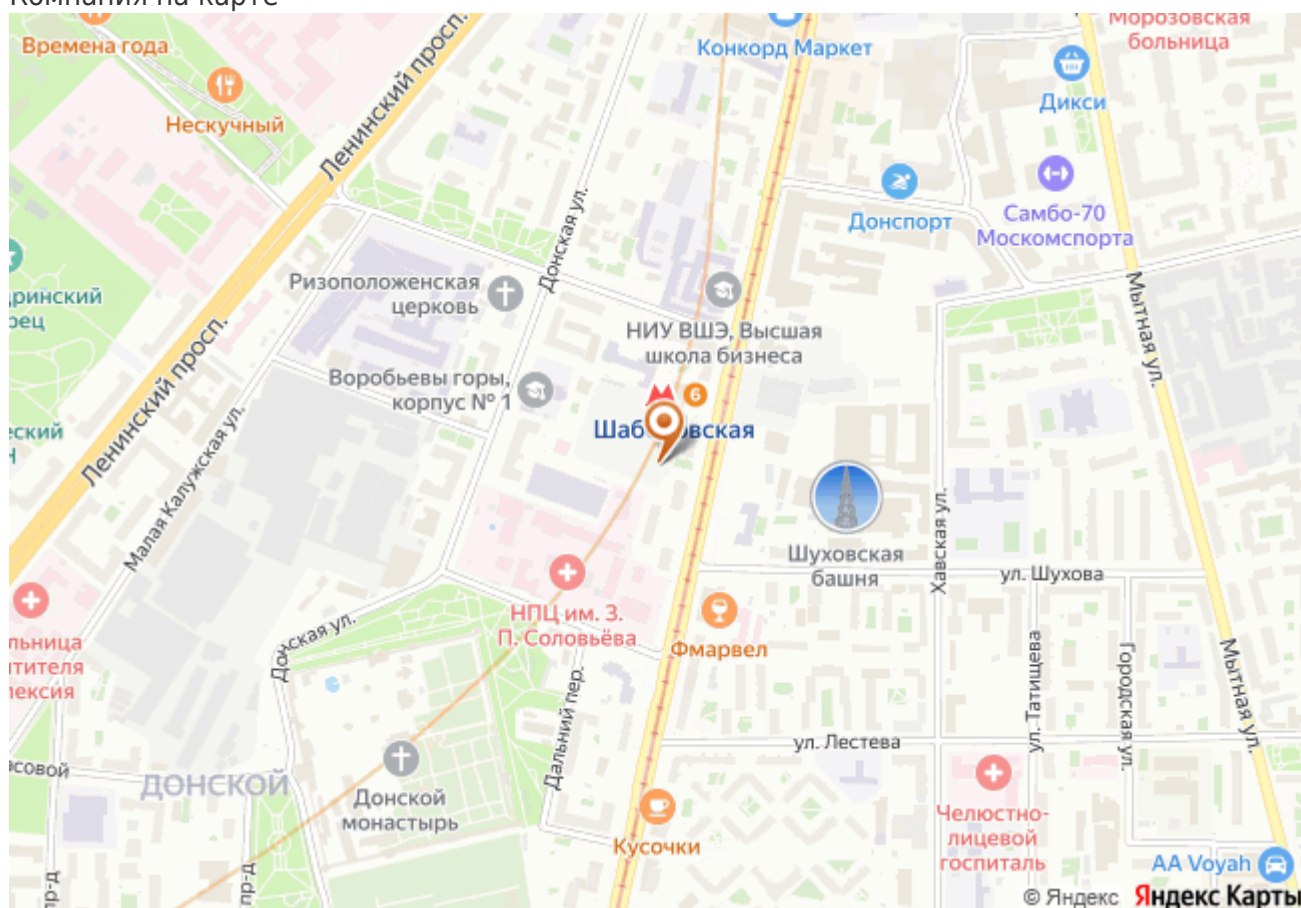 Компания на карте
Времена года
Нескучный
Ленинский просп.
Конкорд Маркет
Морозовская
больница
Дикси
Донспорт
Самбо-70
Москомспорта
Донская ул.
Ризоположенская
церковь
НИУ ВШЭ, Высшая
школа бизнеса
Мытная ул.
Воробьевы горы,
корпус № 1
6
Ленинский просп.
Малая Калужская ул.
Шуховская
башня
Хавская ул.
ул. Шухова
НПЦ им. З.
П. Соловьёва
Фмарвел
Донская ул.
Дальний пер.
ул. Татищева
Городская ул.
Мытная ул.
ул. Лестева
ДОНСКОЙ
Донской
монастырь
Кусочки
Челюстно-
лицевой
госпиталь
AA Voyah
© Яндекс Яндекс Карты